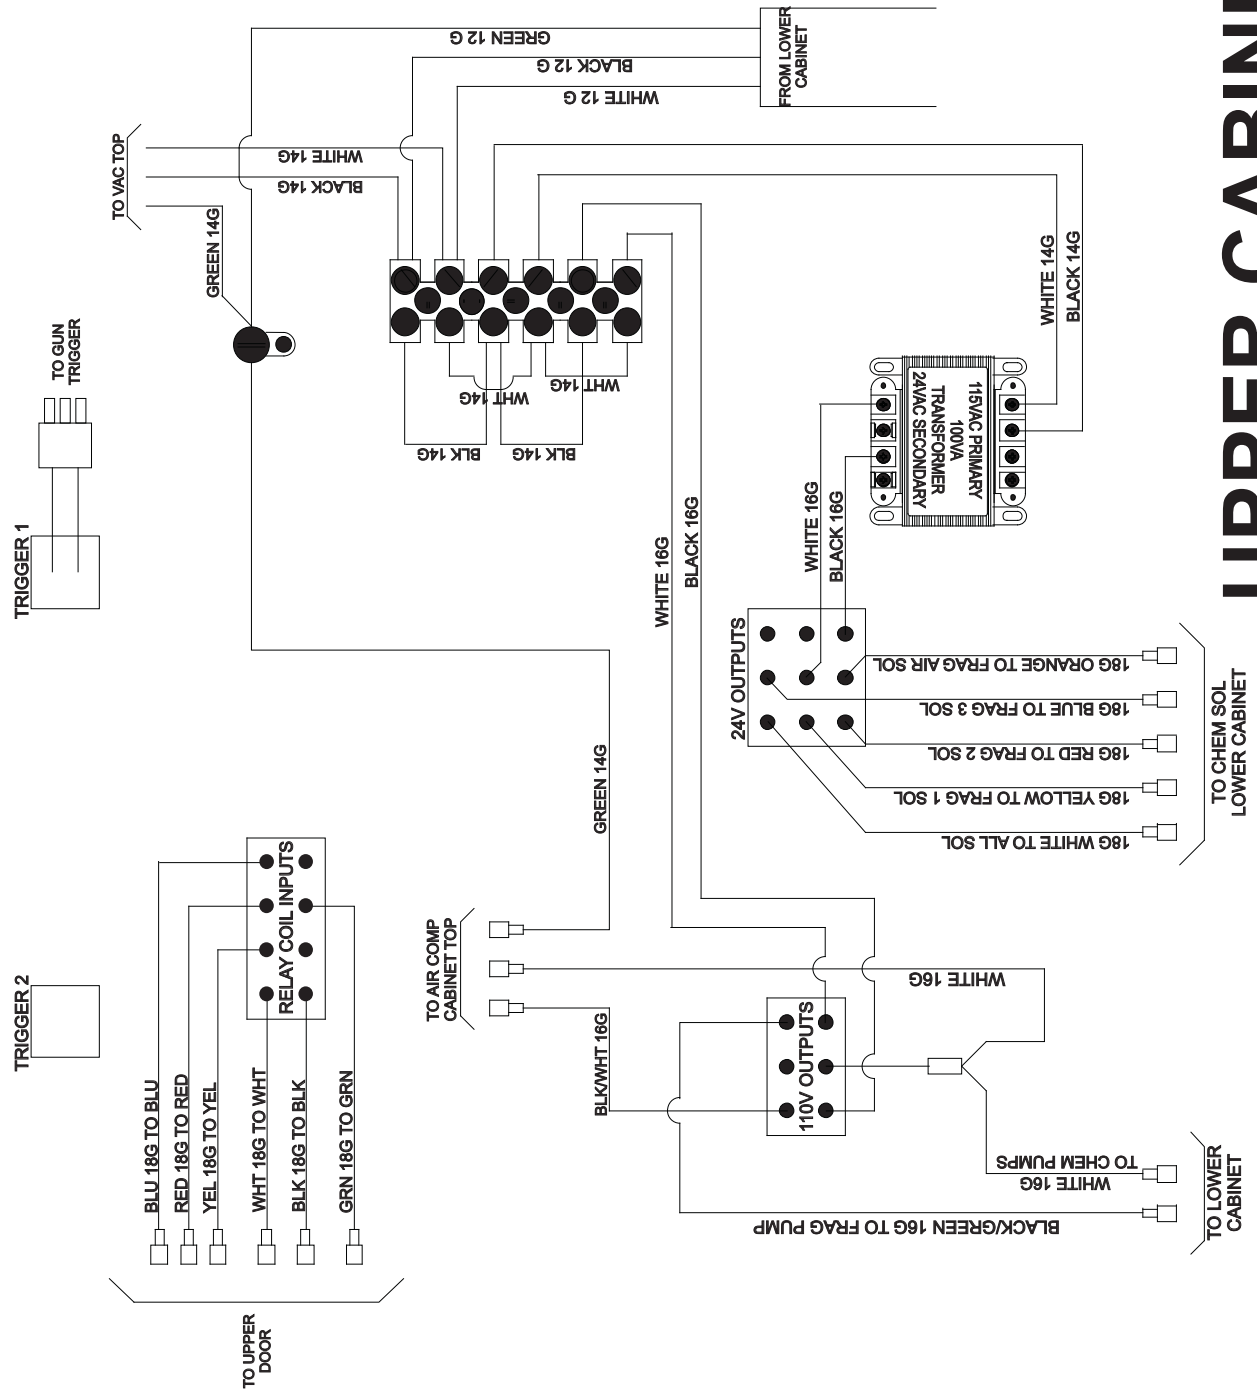 TRIGGER 1
TO GUN
TRIGGER
TRIGGER 2
TO VAC TOP
GREEN 14G
WHITE 14G
BLACK 14G
GREEN 12 G
BLACK 12 G
WHITE 12 G
FROM LOWER
CABINET
WHT 14G
WHT 14G
BLK 14G
BLK 14G
WHITE 14G
BLACK 14G
115VAC PRIMARY
100VA
TRANSFORMER
24VAC SECONDARY
WHITE 16G
BLACK 16G
WHITE 16G
BLACK 16G
24V OUTPUTS
18G ORANGE TO FRAG AIR SOL
18G BLUE TO FRAG 3 SOL
18G RED TO FRAG 2 SOL
18G YELLOW TO FRAG 1 SOL
18G WHITE TO ALL SOL
TO CHEM SOL
LOWER CABINET
GREEN 14G
TO AIR COMP
CABINET TOP
BLK/WHT 16G
WHITE 16G
110V OUTPUTS
WHITE 16G
TO CHEM PUMPS
BLACK/GREEN 16G TO FRAG PUMP
TO LOWER
CABINET
RELAY COIL INPUTS
BLU 18G TO BLU
RED 18G TO RED
YEL 18G TO YEL
WHT 18G TO WHT
BLK 18G TO BLK
GRN 18G TO GRN
TO UPPER
DOOR
UPPER CABIN